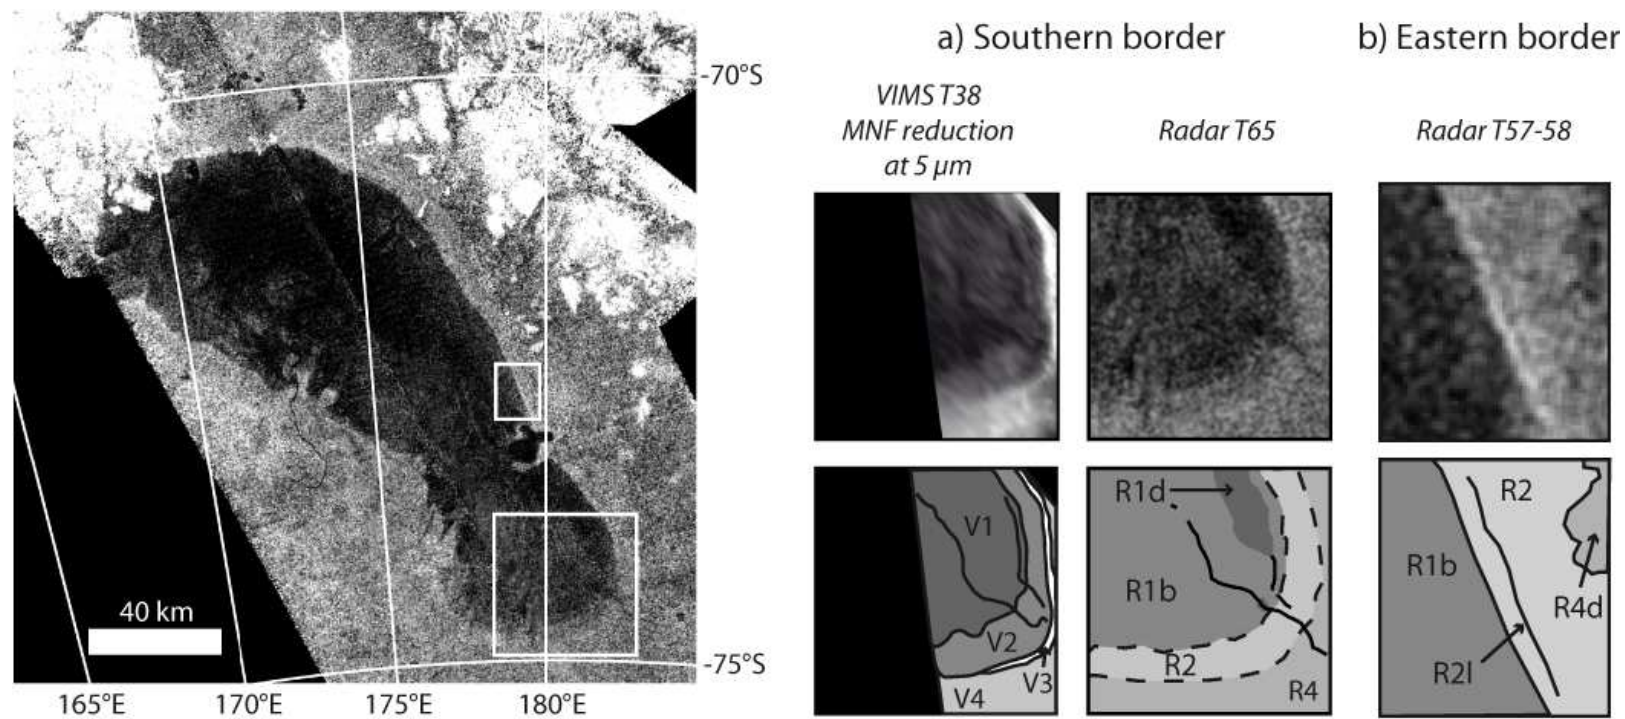 -70°S
-75°S
40 km
165°E
170°E
175°E
180°E
a) Southern border
b) Eastern border
VIMS T38
MNF reduction
at 5 µm
Radar T65
Radar T57-58
V1
V2
V3
V4
R1d
R1b
R2
R4
R2
R1b
R4d
R2l